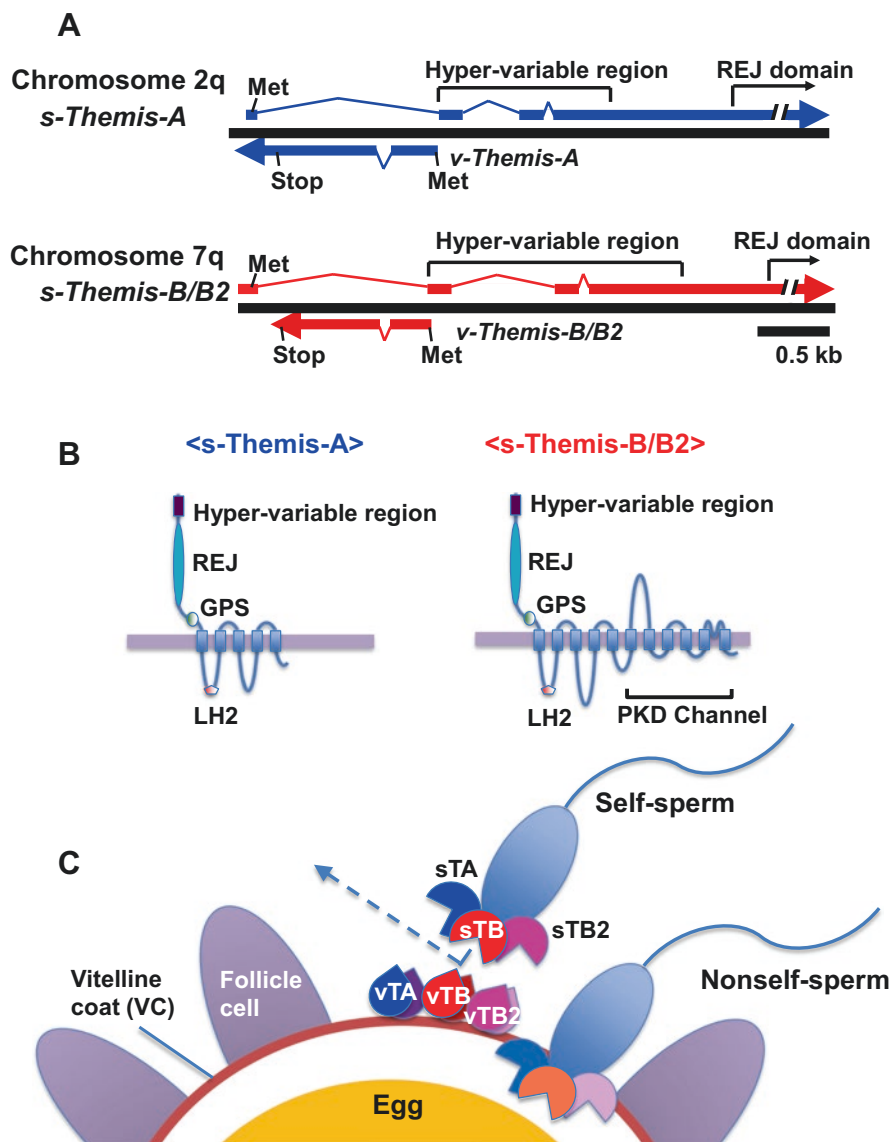 A
Chromosome 2q
s-Themis-A
Met
Hyper-variable region
REJ domain
v-Themis-A
Stop
Met
Chromosome 7q
s-Themis-B/B2
Met
Hyper-variable region
REJ domain
v-Themis-B/B2
Stop
Met
0.5 kb
B
<s-Themis-A>
<s-Themis-B/B2>
Hyper-variable region
REJ
GPS
LH2
Hyper-variable region
REJ
GPS
LH2
PKD Channel
C
Self-sperm
sTA
sTB
sTB2
Nonself-sperm
Vitelline
coat (VC)
Follicle
cell
vTA
vTB
vTB2
Egg